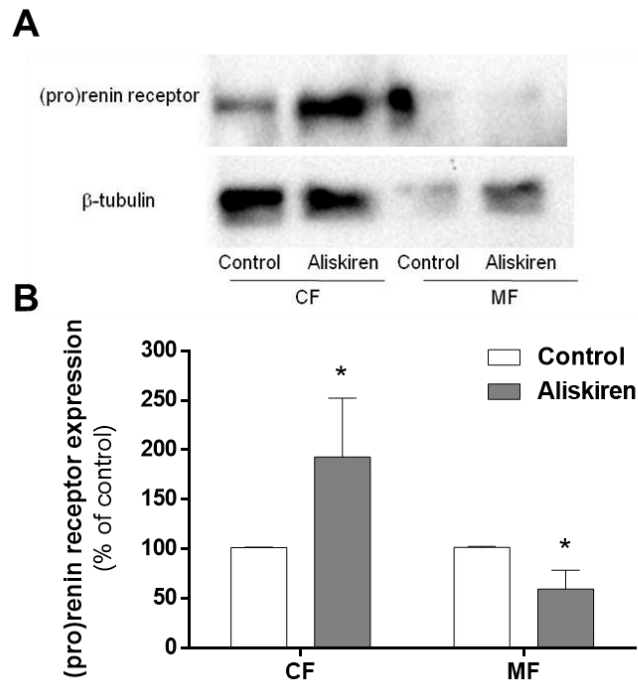 A
(pro)renin receptor
β-tubulin
Control Aliskiren Control Aliskiren
CF MF
B
(pro)renin receptor expression
(% of control)
300
250
200
150
100
50
0
* *
Control
Aliskiren
CF MF